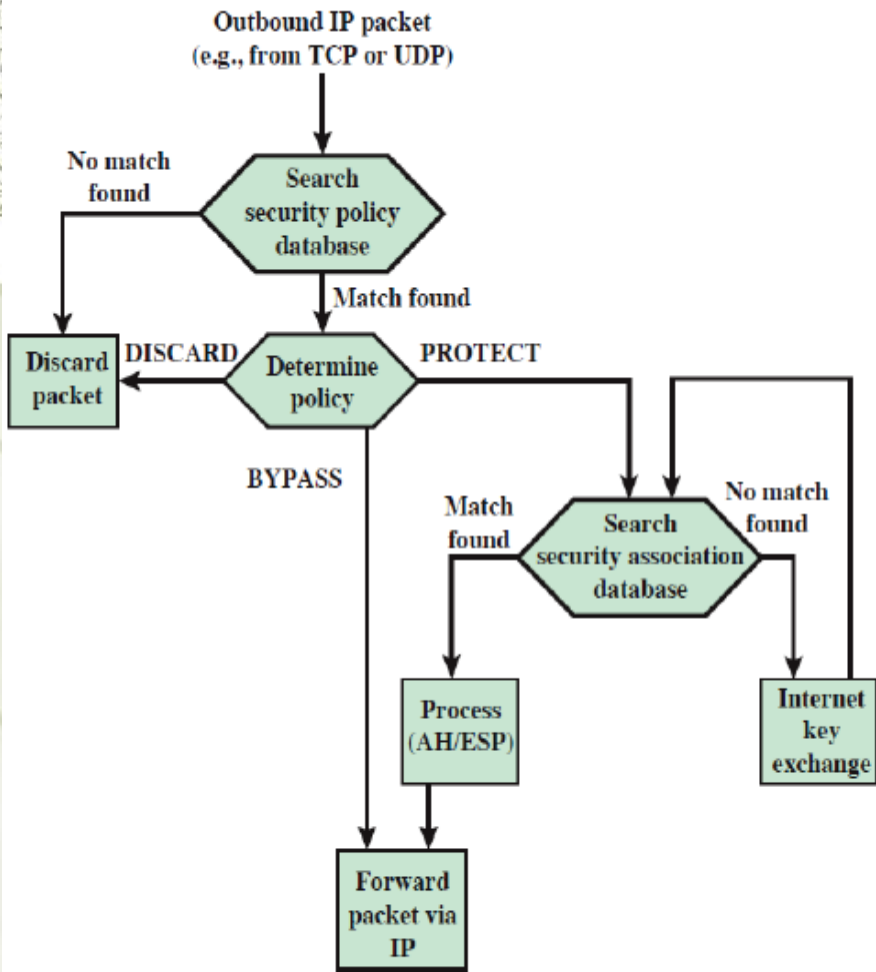 Outbound IP packet
(e.g., from TCP or UDP)
No match
found
Search
security policy
database
Match found
Discard
packet
DISCARD
Determine
policy
PROTECT
BYPASS
Match
found
Search
security association
database
No match
found
Process
(AH/ESP)
Internet
key
exchange
Forward
packet via
IP